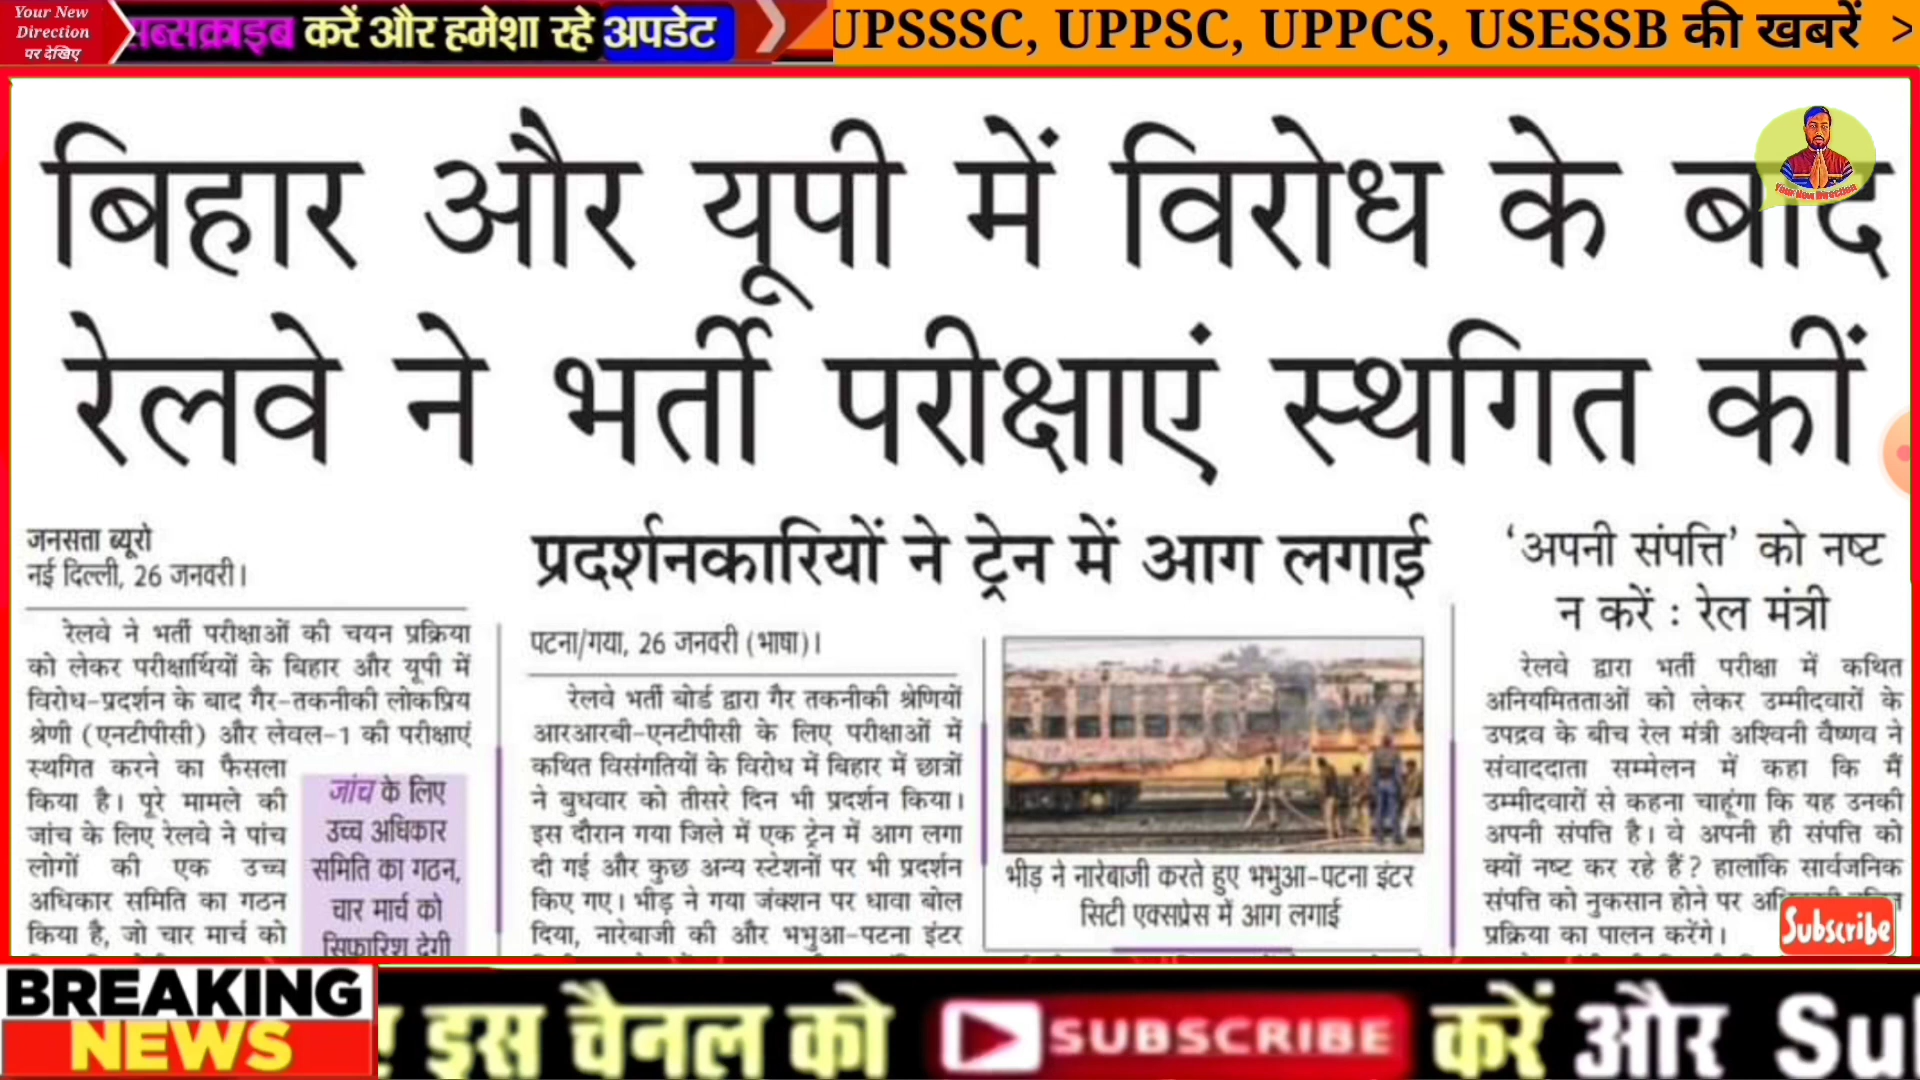 Your New
Direction
पर देखिए
सब्सक्राइब करें और हमेशा रहे अपडेट
UPSSSC, UPPSC, UPPCS, USESSB की खबरें >
बिहार और यूपी में विरोध के बाद
Your New Direction
रेलवे ने भर्ती परीक्षाएं स्थगित कीं
जनसत्ता ब्यूरो
नई दिल्ली, 26 जनवरी।
रेलवे ने भर्ती परीक्षाओं की चयन प्रक्रिया
को लेकर परीक्षार्थियों के बिहार और यूपी में
विरोध-प्रदर्शन के बाद गैर-तकनीकी लोकप्रिय
श्रेणी (एनटीपीसी) और लेवल-1 की परीक्षाएं
स्थगित करने का फैसला
किया है। पूरे मामले की
जांच के लिए रेलवे ने पांच
लोगों की एक उच्च
अधिकार समिति का गठन
किया है, जो चार मार्च को
जांच के लिए
उच्च अधिकार
समिति का गठन,
चार मार्च को
सिफारिश देगी
प्रदर्शनकारियों ने ट्रेन में आग लगाई
पटना/गया, 26 जनवरी (भाषा)।
रेलवे भर्ती बोर्ड द्वारा गैर तकनीकी श्रेणियों
आरआरबी-एनटीपीसी के लिए परीक्षाओं में
कथित विसंगतियों के विरोध में बिहार में छात्रों
ने बुधवार को तीसरे दिन भी प्रदर्शन किया।
इस दौरान गया जिले में एक ट्रेन में आग लगा
दी गई और कुछ अन्य स्टेशनों पर भी प्रदर्शन
किए गए। भीड़ ने गया जंक्शन पर धावा बोल
दिया, नारेबाजी की और भभुआ-पटना इंटर
भीड़ ने नारेबाजी करते हुए भभुआ-पटना इंटर
सिटी एक्सप्रेस में आग लगाई
‘अपनी संपत्ति’ को नष्ट
न करें : रेल मंत्री
रेलवे द्वारा भर्ती परीक्षा में कथित
अनियमितताओं को लेकर उम्मीदवारों के
उपद्रव के बीच रेल मंत्री अश्विनी वैष्णव ने
संवाददाता सम्मेलन में कहा कि मैं
उम्मीदवारों से कहना चाहूंगा कि यह उनकी
अपनी संपत्ति है। वे अपनी ही संपत्ति को
क्यों नष्ट कर रहे हैं? हालांकि सार्वजनिक
संपत्ति को नुकसान होने पर
प्रक्रिया का पालन करेंगे।
Subscribe
BREAKING
NEWS
इस चैनल को SUBSCRIBE करें और Su